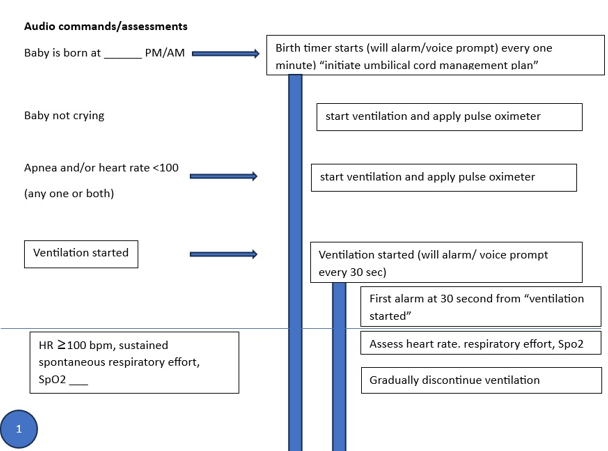 Audio commands/assessments
Baby is born at ______ PM/AM
Birth timer starts (will alarm/voice prompt) every one
minute) “initiate umbilical cord management plan”
Baby not crying
start ventilation and apply pulse oximeter
Apnea and/or heart rate <100
(any one or both)
start ventilation and apply pulse oximeter
Ventilation started
Ventilation started (will alarm/ voice prompt
every 30 sec)
First alarm at 30 second from “ventilation
started”
HR ≥100 bpm, sustained
spontaneous respiratory effort,
SpO2 ___
Assess heart rate. respiratory effort, Spo2
Gradually discontinue ventilation
1